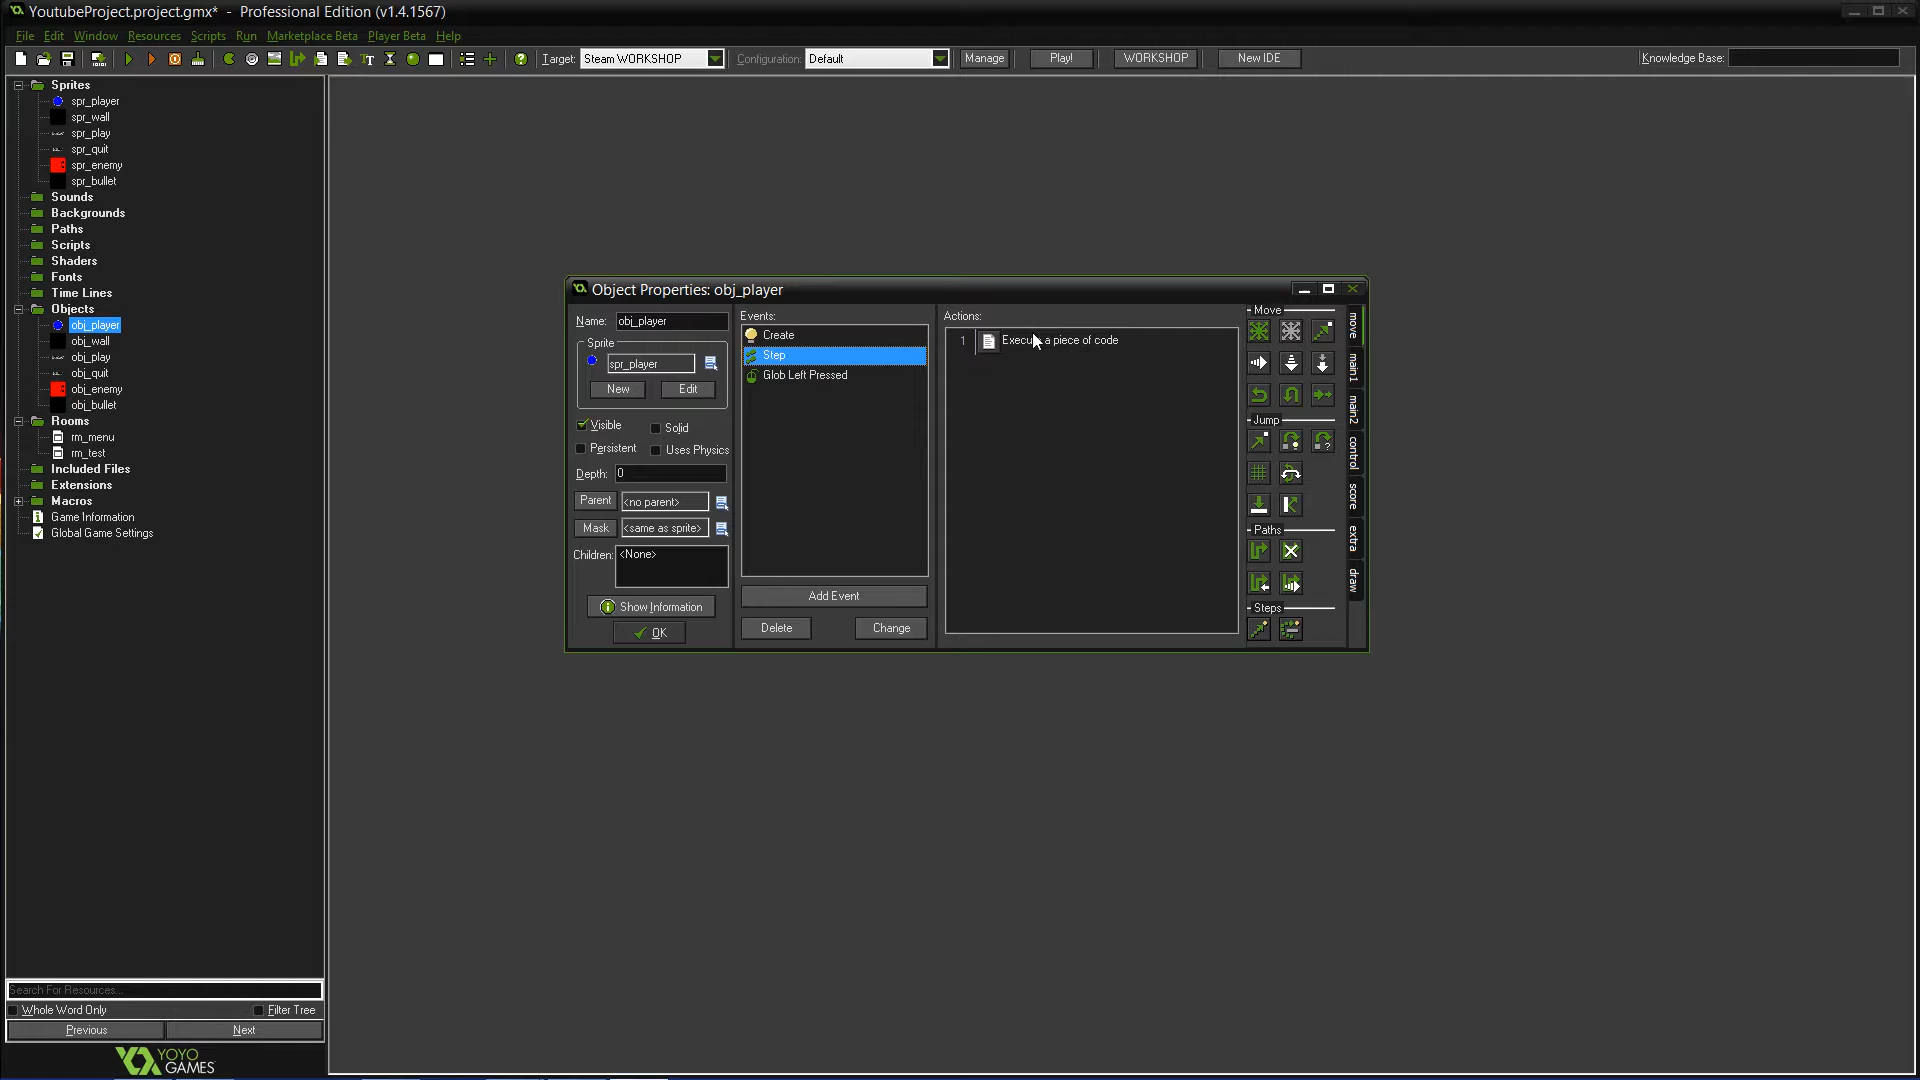 YoutubeProject.project.gmx* - Professional Edition (v1.4.1567)
File Edit Window Resources Scripts Run Marketplace Beta Player Beta Help
Target: Steam WORKSHOP Configuration: Default Manage Play! WORKSHOP New IDE Knowledge Base:
Sprites
spr_player
spr_wall
spr_play
spr_quit
spr_enemy
spr_bullet
Sounds
Backgrounds
Paths
Scripts
Shaders
Fonts
Time Lines
Objects
obj_player
obj_wall
obj_play
obj_quit
obj_enemy
obj_bullet
Rooms
rm_menu
rm_test
Included Files
Extensions
Macros
Game Information
Global Game Settings
Search For Resources...
Whole Word Only Filter Tree
Previous Next
YOYO
GAMES
Object Properties: obj_player
Name: obj_player
Sprite
spr_player
New Edit
Visible Solid
Persistent Uses Physics
Depth: 0
Parent <no parent>
Mask <same as sprite>
Children: <None>
Show Information
OK
Events:
Create
Step
Glob Left Pressed
Add Event
Delete Change
Actions:
1 Execute a piece of code
Move
Jump
Paths
Steps
move
main1
main2
control
score
extra
draw